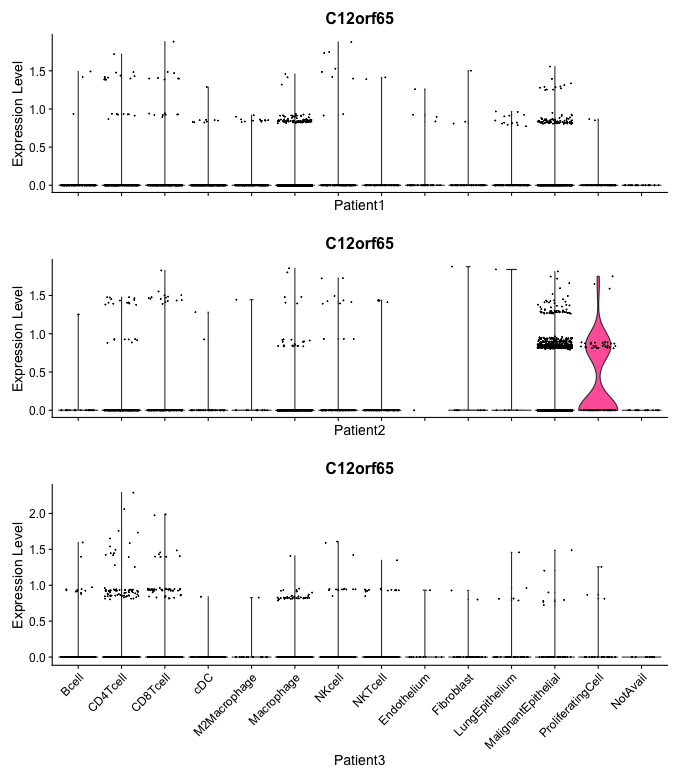 C12orf65
Expression Level
1.5
1.0
0.5
0.0
Patient1
C12orf65
Expression Level
1.5
1.0
0.5
0.0
Patient2
C12orf65
Expression Level
2.0
1.5
1.0
0.5
0.0
Bcell
CD4Tcell
CD8Tcell
cDC
M2Macrophage
Macrophage
NKcell
NKTcell
Endothelium
Fibroblast
LungEpithelium
MalignantEpithelial
ProliferatingCell
NotAvail
Patient3